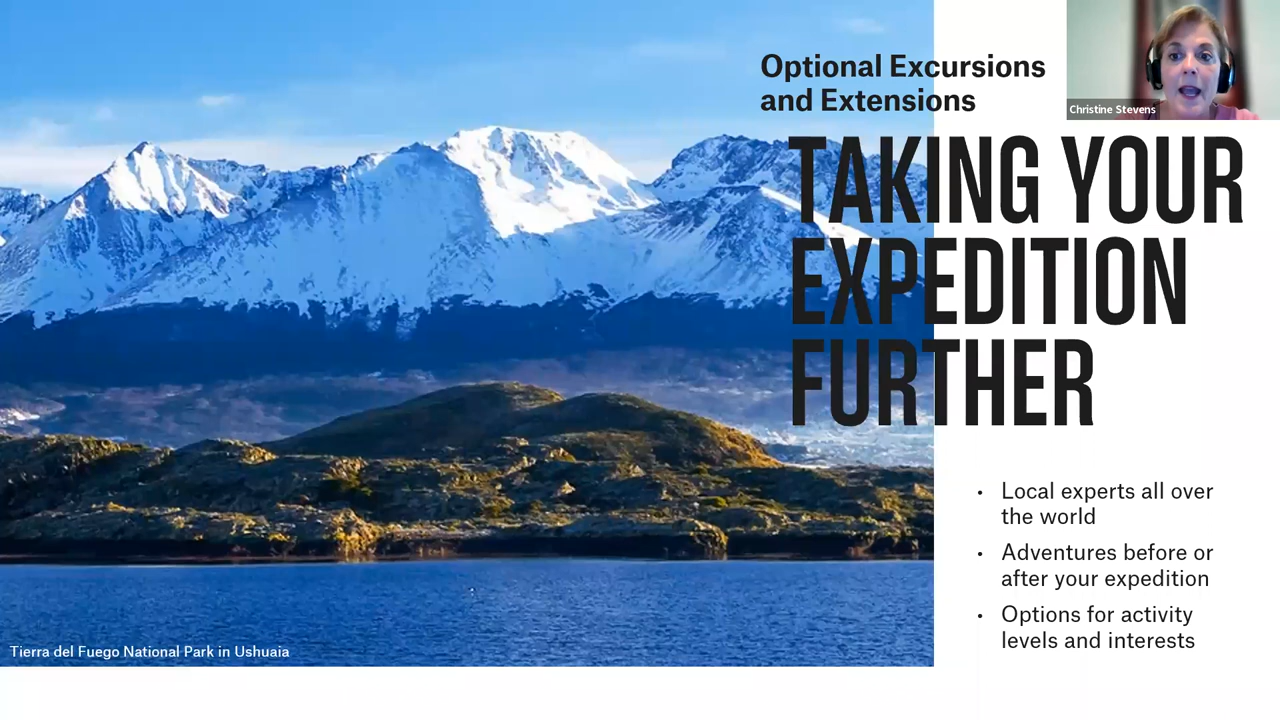 Optional Excursions
and Extensions
Christine Stevens
TAKING YOUR
EXPEDITION
FURTHER
• Local experts all over
the world
• Adventures before or
after your expedition
• Options for activity
levels and interests
Tierra del Fuego National Park in Ushuaia